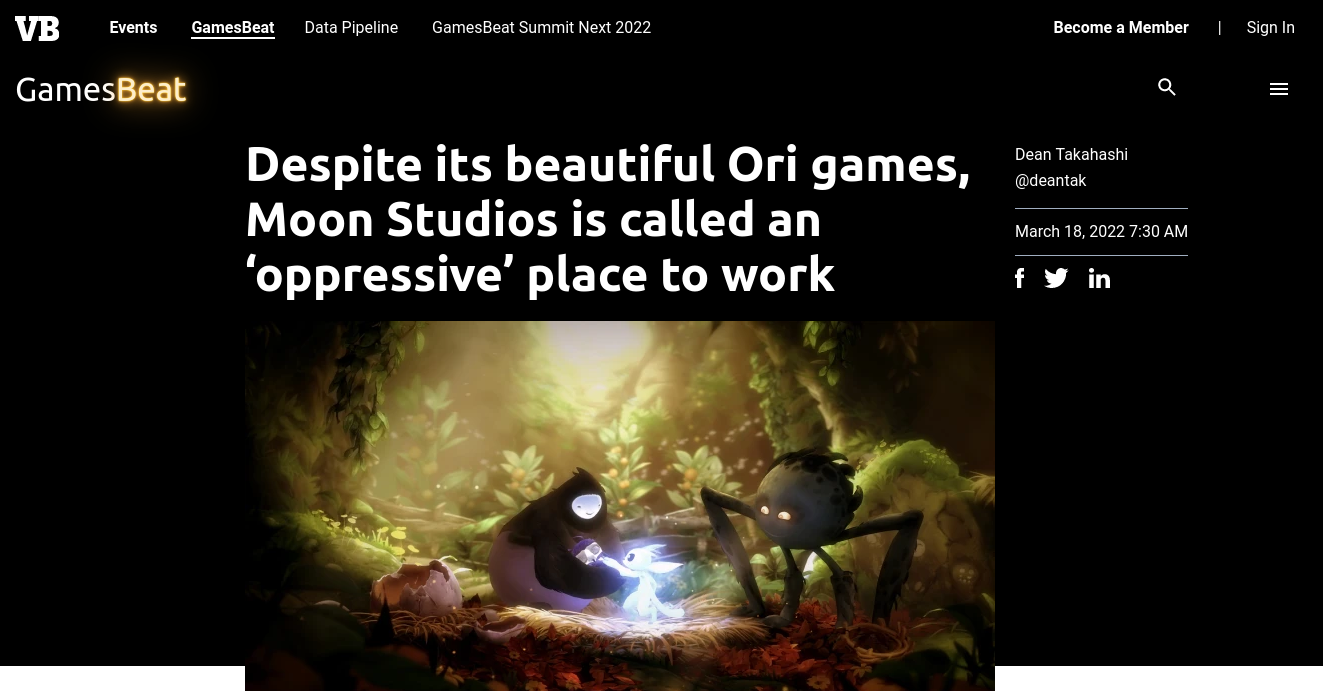 VB
Events
GamesBeat
Data Pipeline
GamesBeat Summit Next 2022
Become a Member
|
Sign In
GamesBeat
Despite its beautiful Ori games,
Moon Studios is called an
‘oppressive’ place to work
Dean Takahashi
@deantak
March 18, 2022 7:30 AM